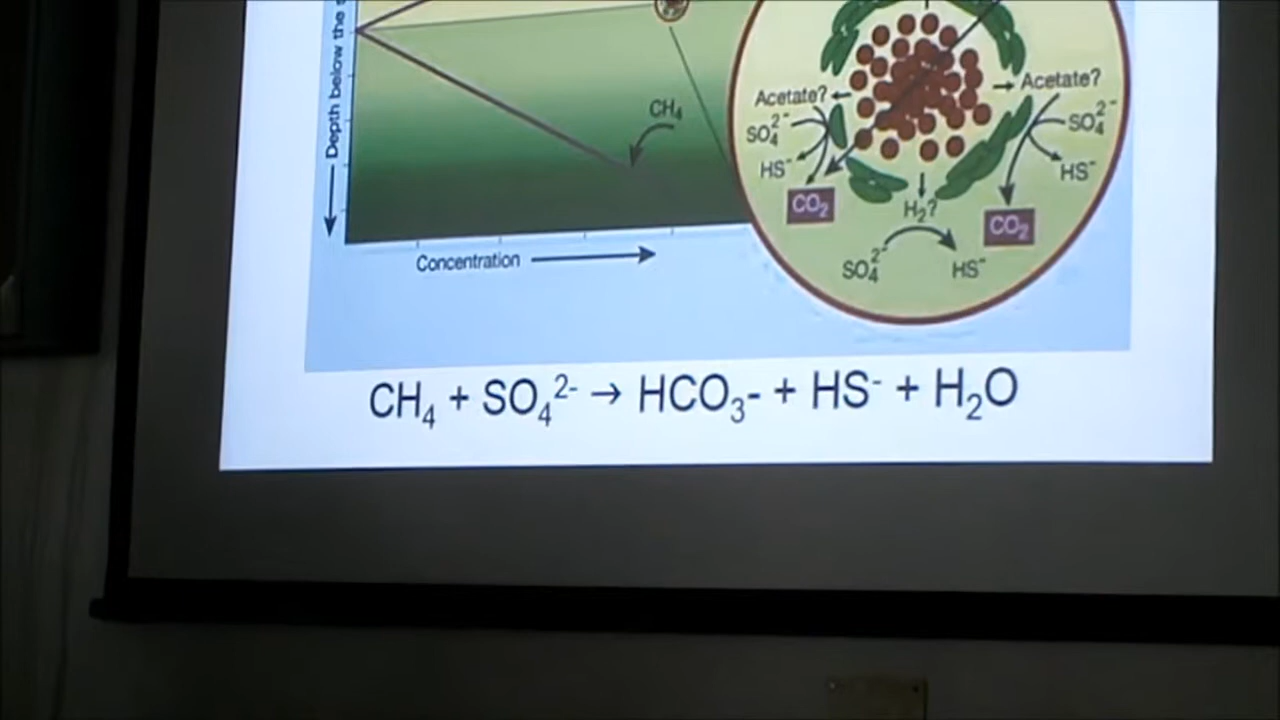 Depth below the
CH₄
Acetate?
Acetate?
SO₄²⁻
SO₄²⁻
HS⁻
HS⁻
CO₂
H₂?
CO₂
SO₄²⁻
HS⁻
Concentration
CH₄ + SO₄²⁻ → HCO₃- + HS⁻ + H₂O